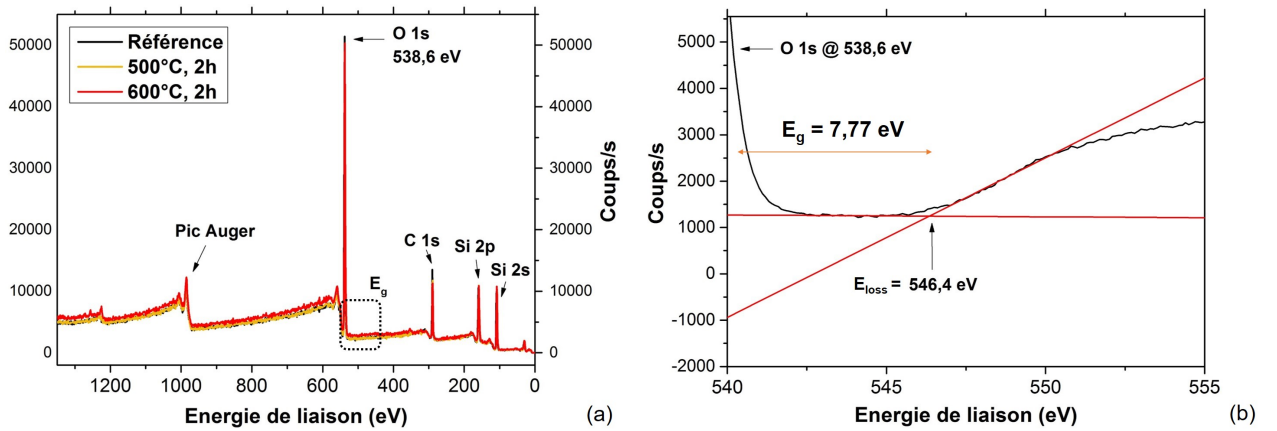 Référence
500°C, 2h
600°C, 2h
O 1s
538,6 eV
Pic Auger
C 1s
Si 2p
Si 2s
E_g
50000
40000
30000
20000
10000
0
50000
40000
30000
20000
10000
0
Coups/s
1200 1000 800 600 400 200 0
Energie de liaison (eV)
(a)
O 1s @ 538,6 eV
E_g = 7,77 eV
E_loss = 546,4 eV
5000
4000
3000
2000
1000
0
-1000
-2000
Coups/s
540 545 550 555
Energie de liaison (eV)
(b)